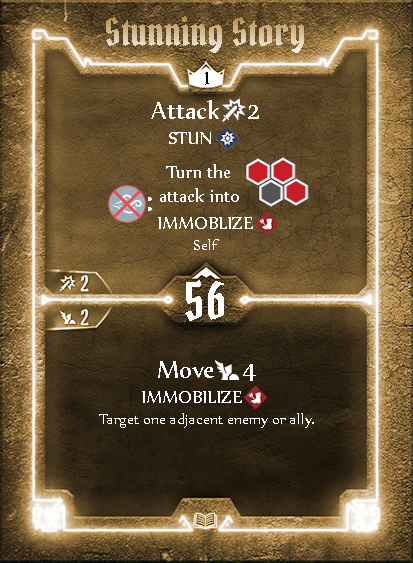 Stunning Story
1
Attack 2
STUN
Turn the
attack into
:
IMMOBLIZE
Self
2
56
2
Move 4
IMMOBILIZE
Target one adjacent enemy or ally.